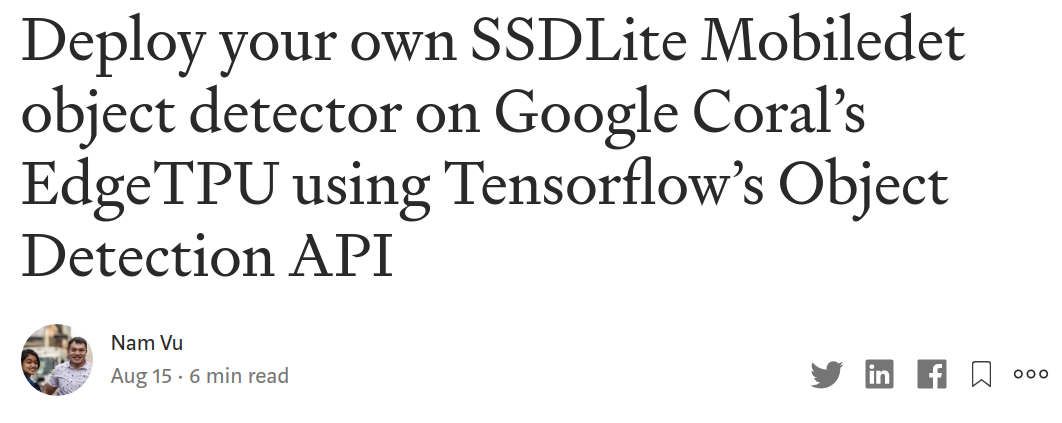 Deploy your own SSDLite Mobiledet
object detector on Google Coral’s
EdgeTPU using Tensorflow’s Object
Detection API
Nam Vu
Aug 15 · 6 min read